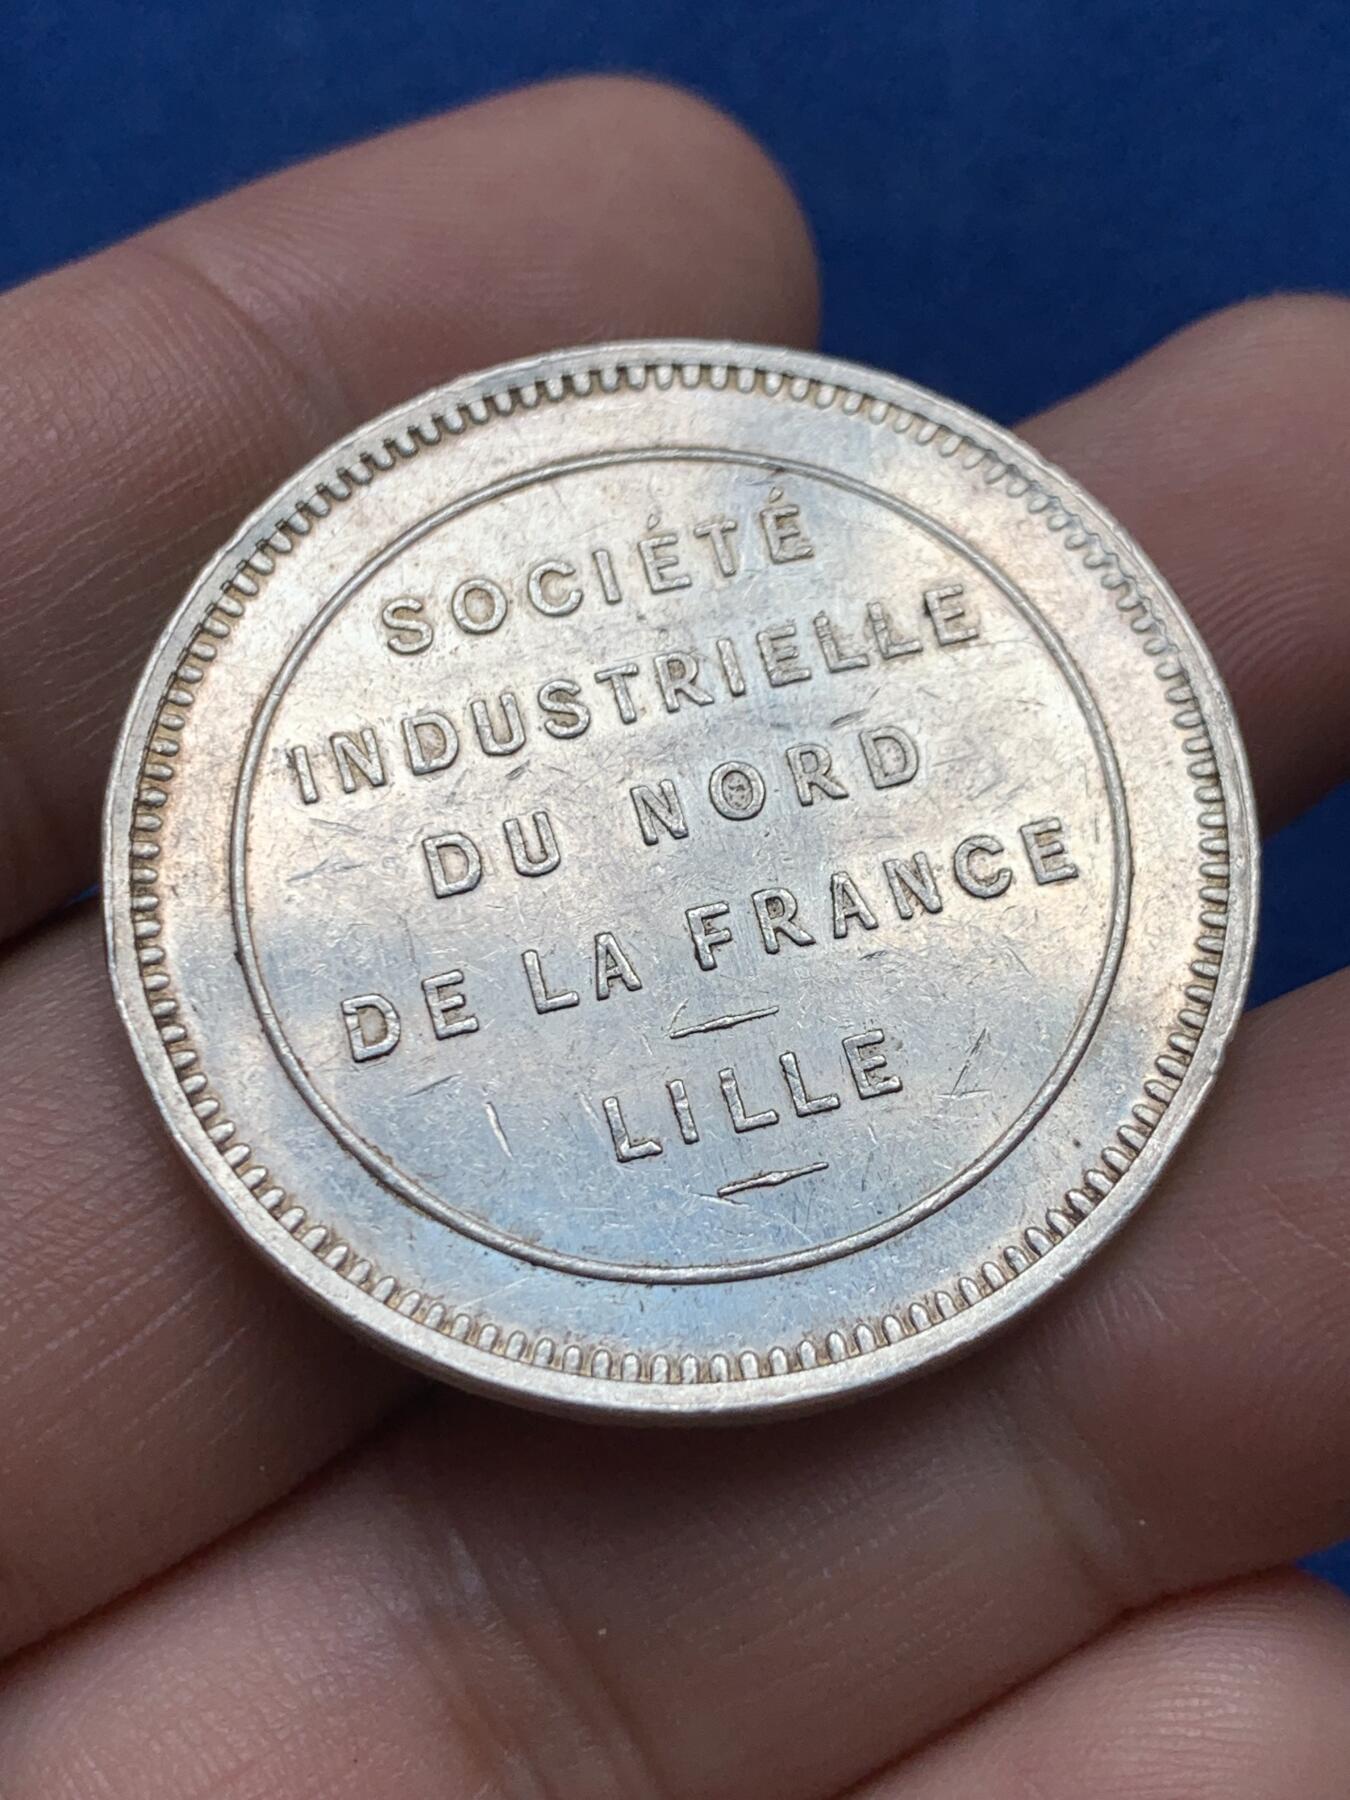 SOCIÉTÉ
INDUSTRIELLE
DU NORD
DE LA FRANCE
LILLE